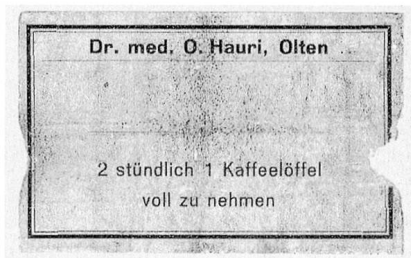 Dr. med. O. Hauri, Olten
2 stündlich 1 Kaffeelöffel
voll zu nehmen